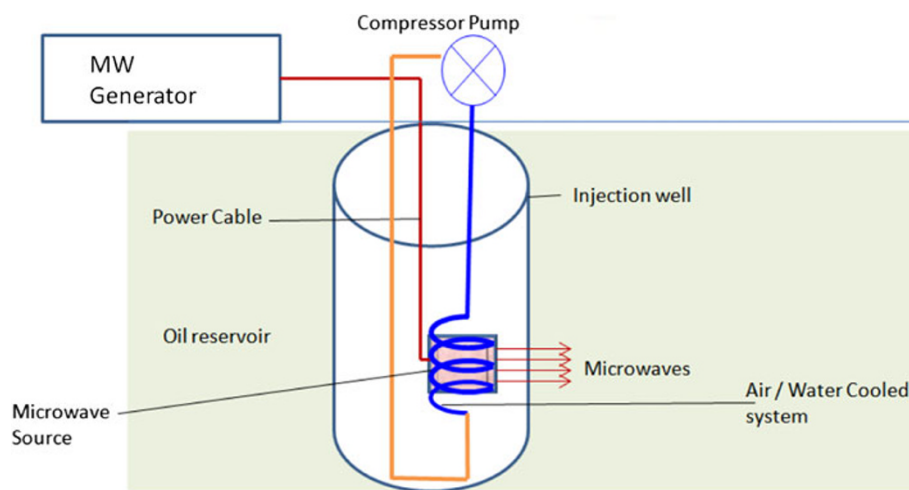 Compressor Pump
MW
Generator
Injection well
Power Cable
Oil reservoir
Microwaves
Microwave
Source
Air / Water Cooled
system